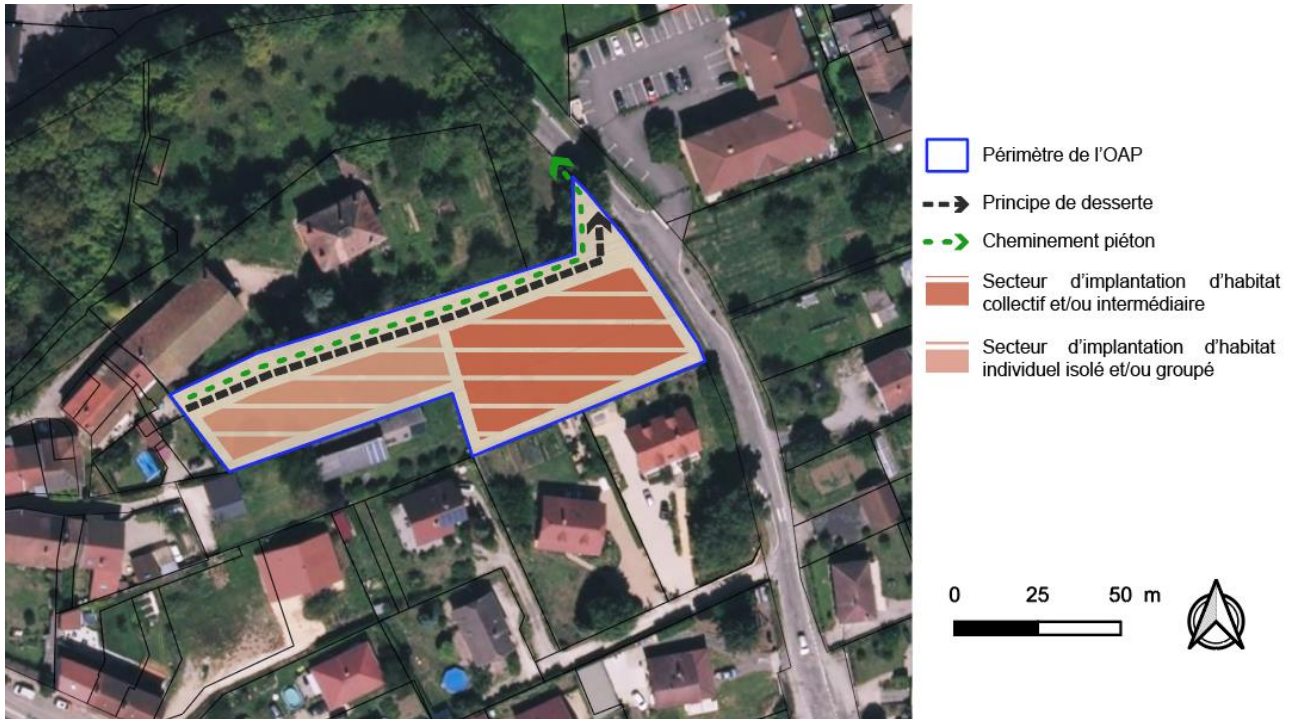 Périmètre de l'OAP
Principe de desserte
Cheminement piéton
Secteur d'implantation d'habitat
collectif et/ou intermédiaire
Secteur d'implantation d'habitat
individuel isolé et/ou groupé
0 25 50 m